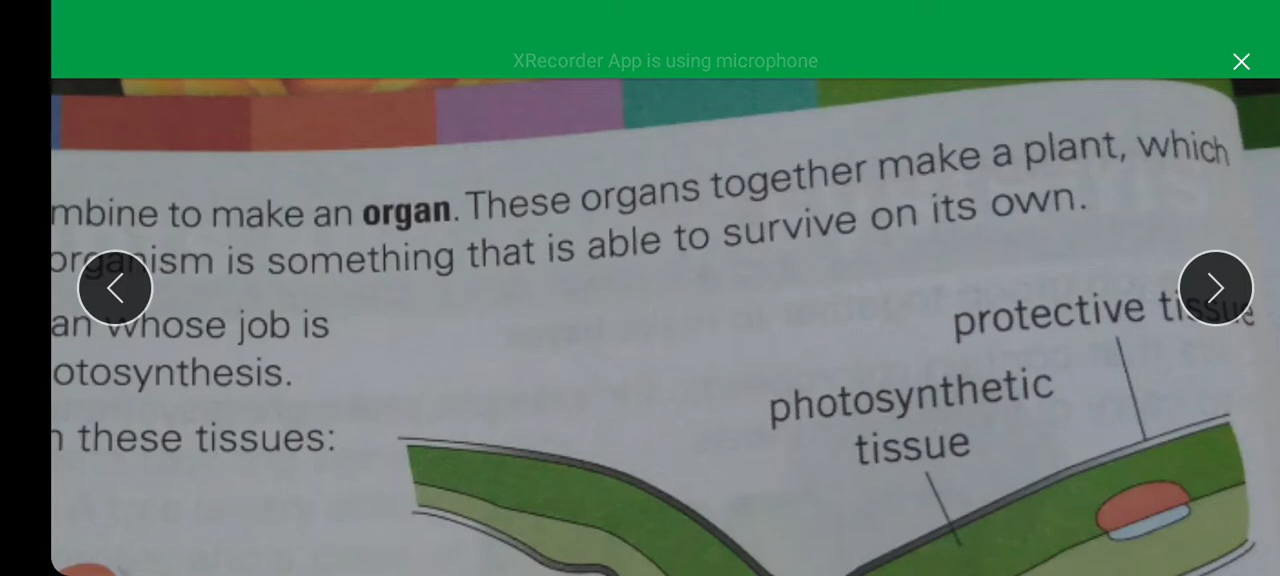 XRecorder App is using microphone
mbine to make an organ. These organs together make a plant, which
organism is something that is able to survive on its own.
an whose job is
otosynthesis.
n these tissues:
protective tissue
photosynthetic
tissue